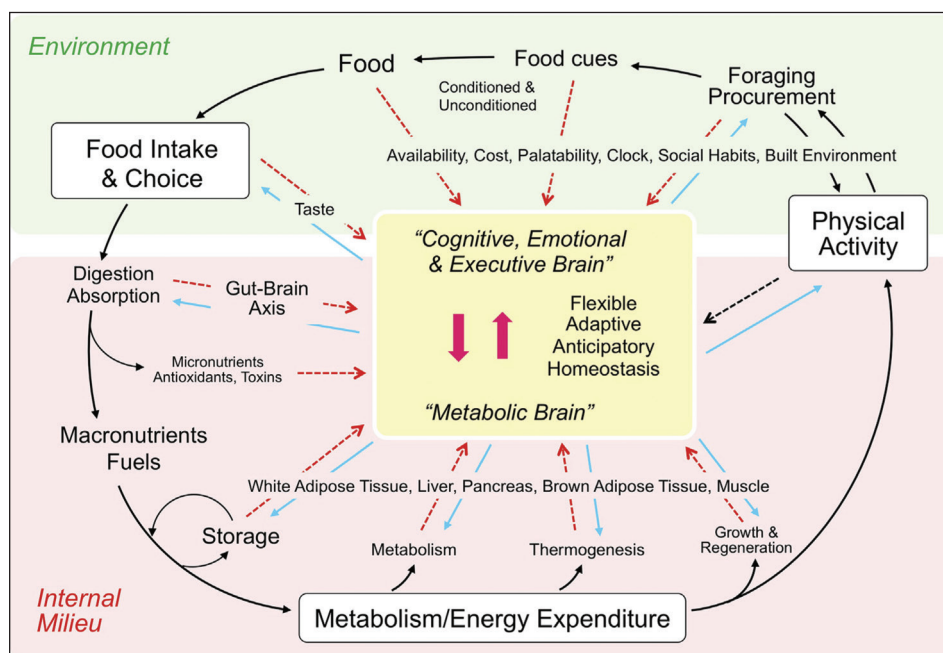 Environment
Food
Food cues
Conditioned &
Unconditioned
Foraging
Procurement
Food Intake
& Choice
Availability, Cost, Palatability, Clock, Social Habits, Built Environment
Taste
Physical
Activity
"Cognitive, Emotional
& Executive Brain"
Digestion
Absorption
Gut-Brain
Axis
Flexible
Adaptive
Anticipatory
Homeostasis
Micronutrients
Antioxidants, Toxins
"Metabolic Brain"
Macronutrients
Fuels
White Adipose Tissue, Liver, Pancreas, Brown Adipose Tissue, Muscle
Storage
Metabolism
Thermogenesis
Growth &
Regeneration
Internal
Milieu
Metabolism/Energy Expenditure